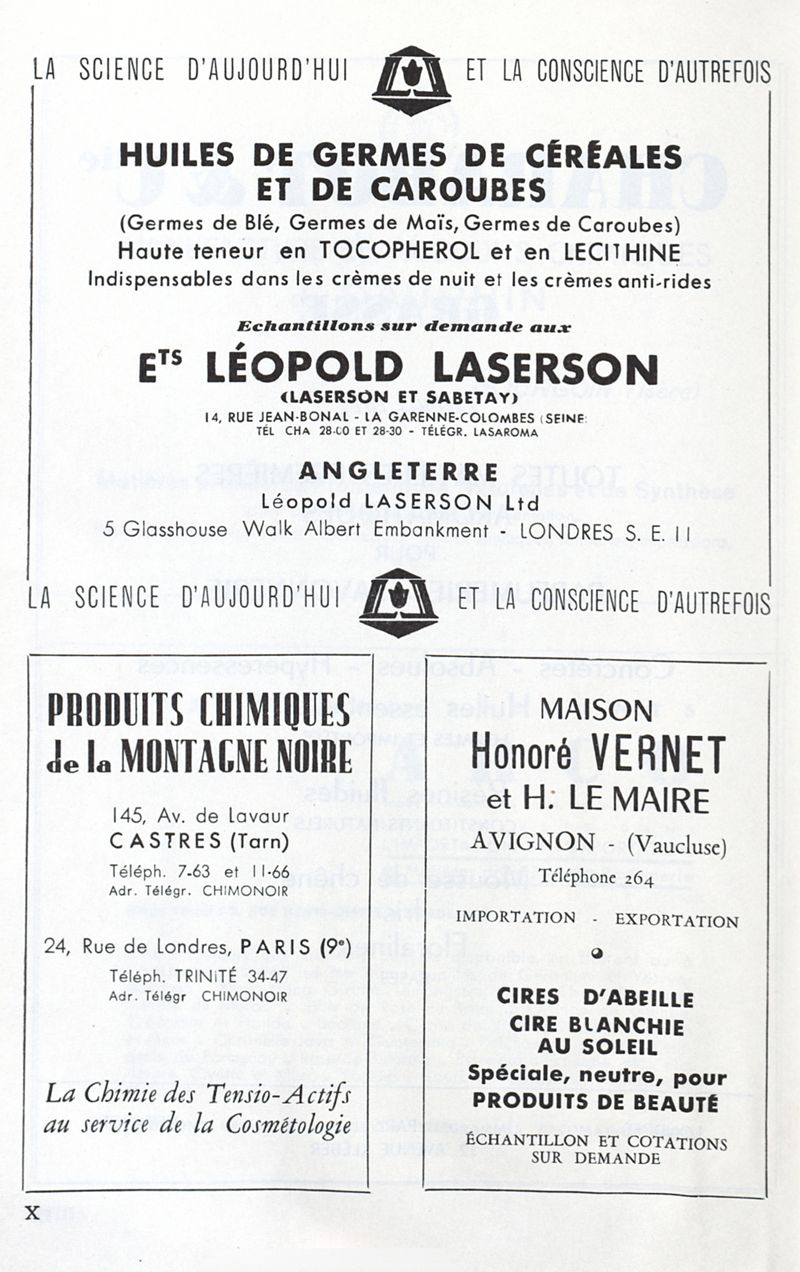 LA SCIENCE D'AUJOURD'HUI ET LA CONSCIENCE D'AUTREFOIS
HUILES DE GERMES DE CÉRÉALES
ET DE CAROUBES
(Germes de Blé, Germes de Maïs, Germes de Caroubes)
Haute teneur en TOCOPHEROL et en LECITHINE
Indispensables dans les crèmes de nuit et les crèmes anti-rides
Echantillons sur demande aux
ETS LÉOPOLD LASERSON
(LASERSON ET SABETAY)
14, RUE JEAN-BONAL - LA GARENNE-COLOMBES (SEINE)
TÉL CHA 28-00 ET 28-30 - TÉLÉGR. LASAROMA
ANGLETERRE
Léopold LASERSON Ltd
5 Glasshouse Walk Albert Embankment - LONDRES S. E. 11
LA SCIENCE D'AUJOURD'HUI ET LA CONSCIENCE D'AUTREFOIS
PRODUITS CHIMIQUES
de la MONTAGNE NOIRE
145, Av. de Lavaur
CASTRES (Tarn)
Téléph. 7-63 et 11-66
Adr. Télégr. CHIMONOIR
24, Rue de Londres, PARIS (9°)
Téléph. TRINITÉ 34-47
Adr. Télégr CHIMONOIR
La Chimie des Tensio-Actifs
au service de la Cosmétologie
MAISON
Honoré VERNET
et H. LE MAIRE
AVIGNON - (Vaucluse)
Téléphone 264
IMPORTATION - EXPORTATION
CIRES D'ABEILLE
CIRE BLANCHIE
AU SOLEIL
Spéciale, neutre, pour
PRODUITS DE BEAUTÉ
ÉCHANTILLON ET COTATIONS
SUR DEMANDE
X